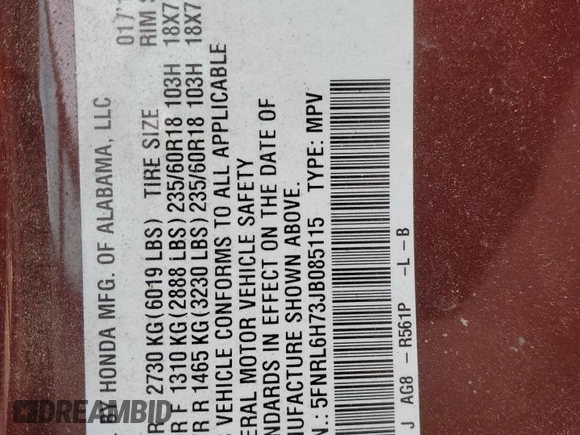 BY HONDA MFG. OF ALABAMA, LLC
2730 KG(6019 LBS) TIRE SIZE RIM
R F 1310 KG(2888 LBS) 235/60R18 103H 18X7
R R 1465 KG(3230 LBS) 235/60R18 103H 18X7
VEHICLE CONFORMS TO ALL APPLICABLE
ERAL MOTOR VEHICLE SAFETY
NDARDS IN EFFECT ON THE DATE OF
NUFACTURE SHOWN ABOVE.
N.: 5FNRL6H73JB085115 TYPE: MPV
J AG8 - R561P -L - B
DREAMBID